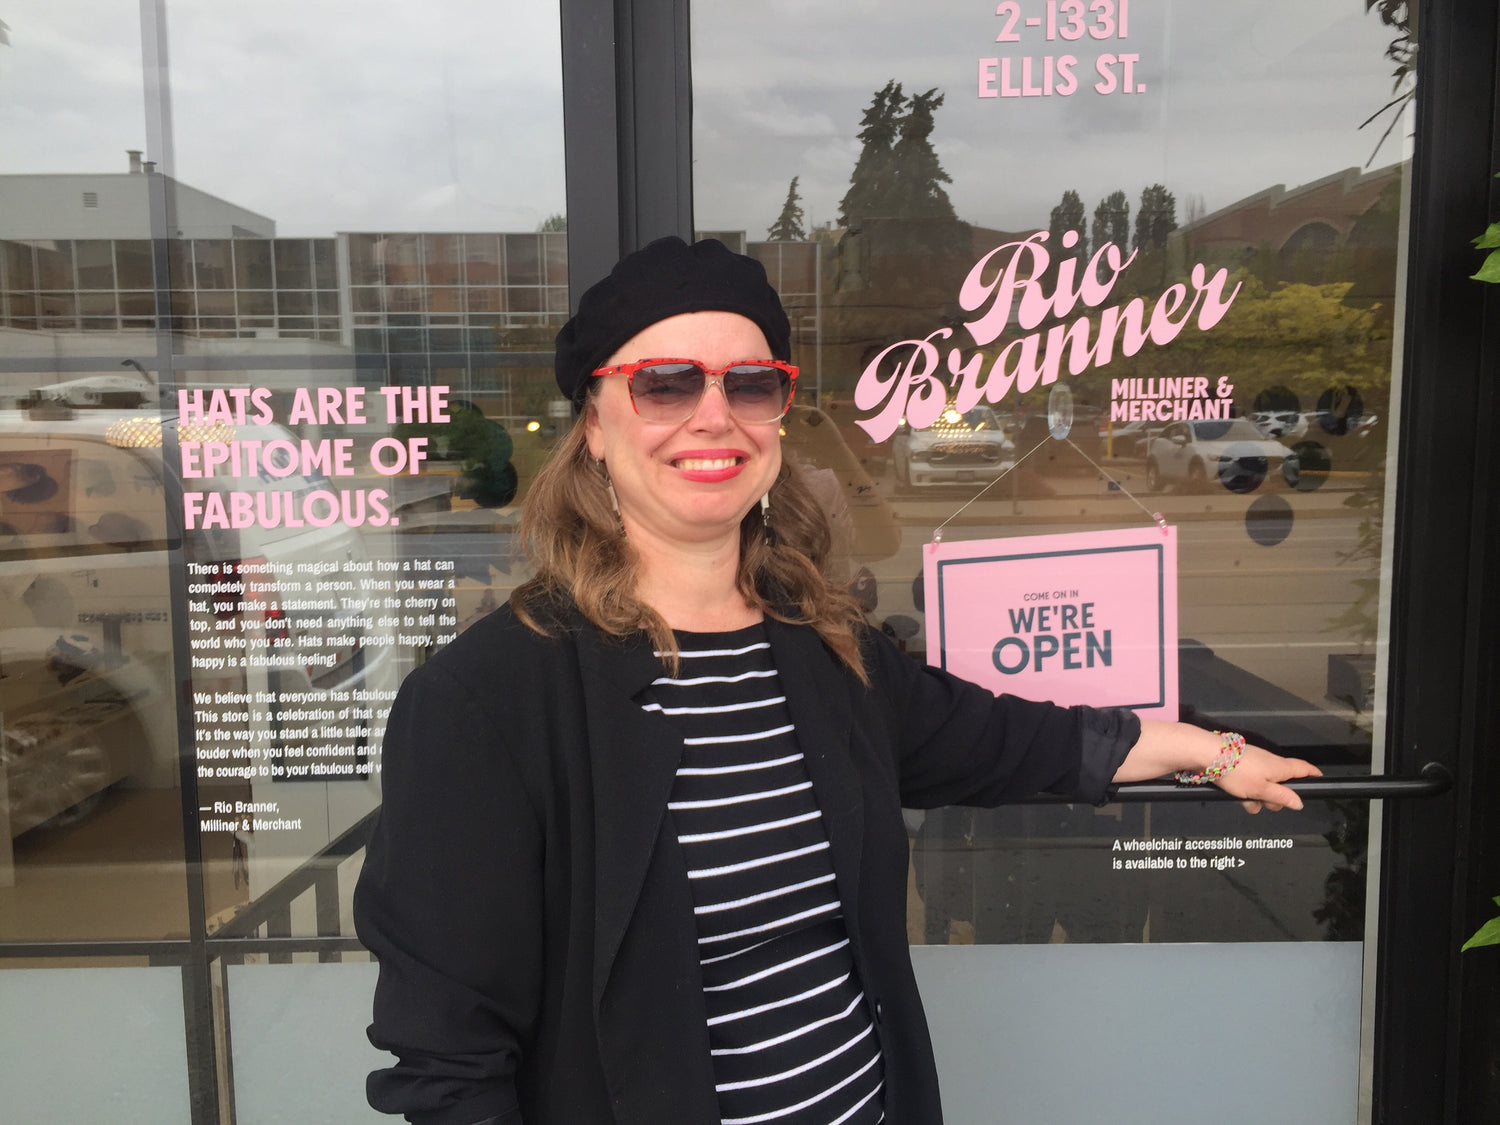 2-1331
ELLIS ST.
Rio
Branner
MILLINER &
MERCHANT
HATS ARE THE
EPITOME OF
FABULOUS.
There is something magical about how a hat can
completely transform a person. When you wear a
hat, you make a statement. They're the cherry on
top, and you don't need anything else to tell the
world who you are. Hats make people happy, and
happy is a fabulous feeling!
We believe that everyone has fabulous
This store is a celebration of that
It's the way you stand a little taller
louder when you feel confident and
the courage to be your fabulous self
— Rio Branner,
Milliner & Merchant
COME ON IN
WE'RE
OPEN
A wheelchair accessible entrance
is available to the right >